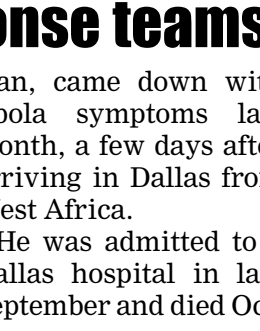 onse teams
an, came down wit
bola symptoms la
onth, a few days afte
rriving in Dallas fro
est Africa.
He was admitted to
allas hospital in la
eptember and died Oc